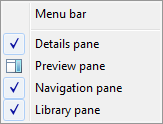 Menu bar
Details pane
Preview pane
Navigation pane
Library pane